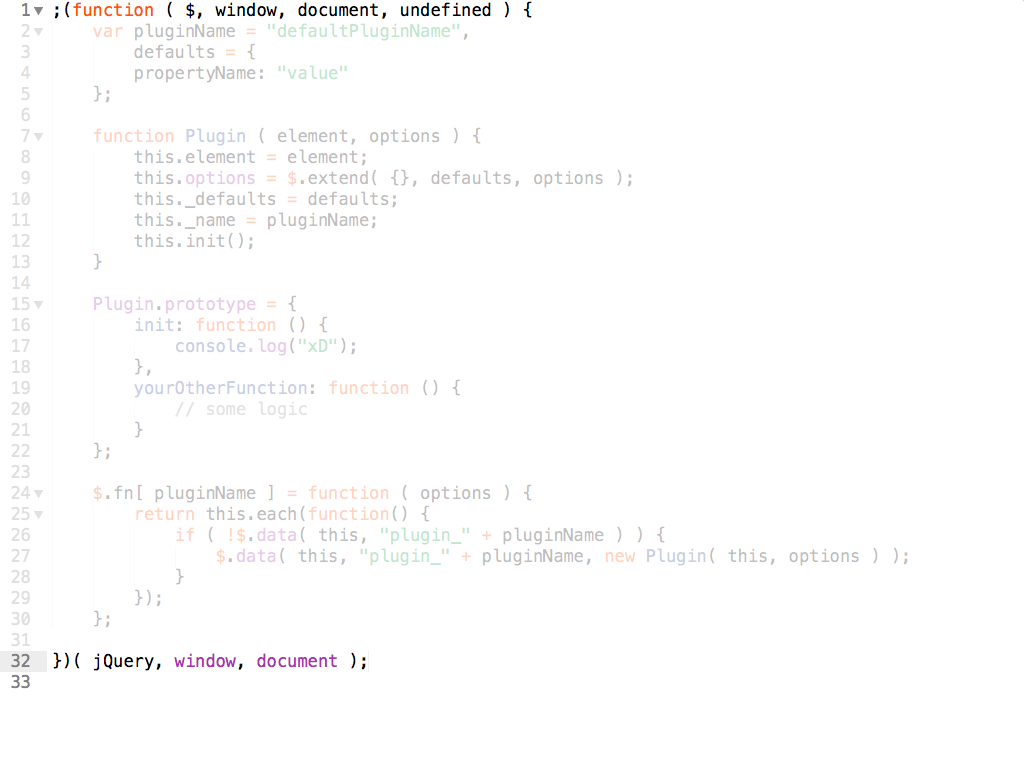 1 ;(function ( $, window, document, undefined ) {
2     var pluginName = "defaultPluginName",
3         defaults = {
4         propertyName: "value"
5     };
6
7     function Plugin ( element, options ) {
8         this.element = element;
9         this.options = $.extend( {}, defaults, options );
10         this._defaults = defaults;
11         this._name = pluginName;
12         this.init();
13     }
14
15     Plugin.prototype = {
16         init: function () {
17             console.log("xD");
18         },
19         yourOtherFunction: function () {
20             // some logic
21         }
22     };
23
24     $.fn[ pluginName ] = function ( options ) {
25         return this.each(function() {
26             if ( !$.data( this, "plugin_" + pluginName ) ) {
27                 $.data( this, "plugin_" + pluginName, new Plugin( this, options ) );
28             }
29         });
30     };
31
32 })( jQuery, window, document );
33